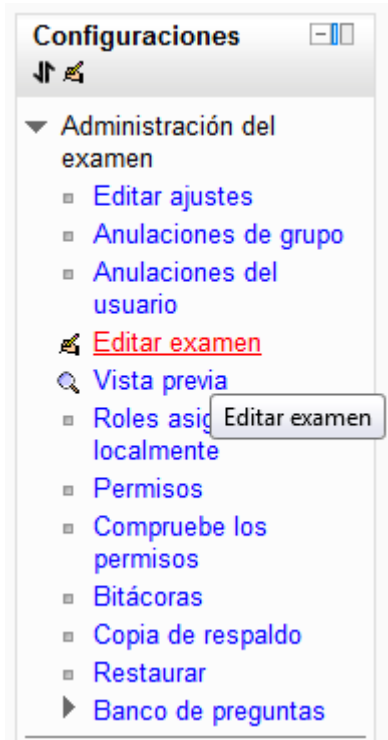 Configuraciones
Administración del
examen
Editar ajustes
Anulaciones de grupo
Anulaciones del
usuario
Editar examen
Vista previa
Roles asig
Editar examen
localmente
Permisos
Compruebe los
permisos
Bitácoras
Copia de respaldo
Restaurar
Banco de preguntas